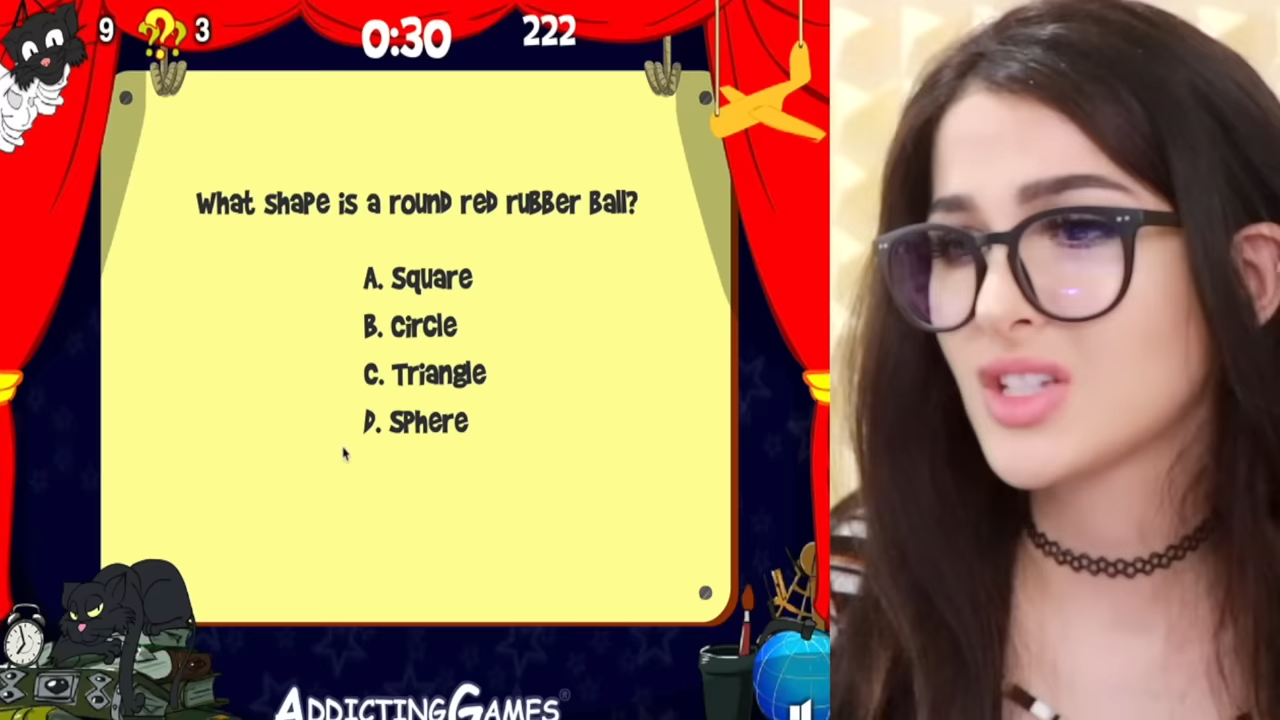 9 3 0:30 222
What shape is a round red rubber ball?
A. Square
B. Circle
C. Triangle
D. Sphere
AddictingGames®